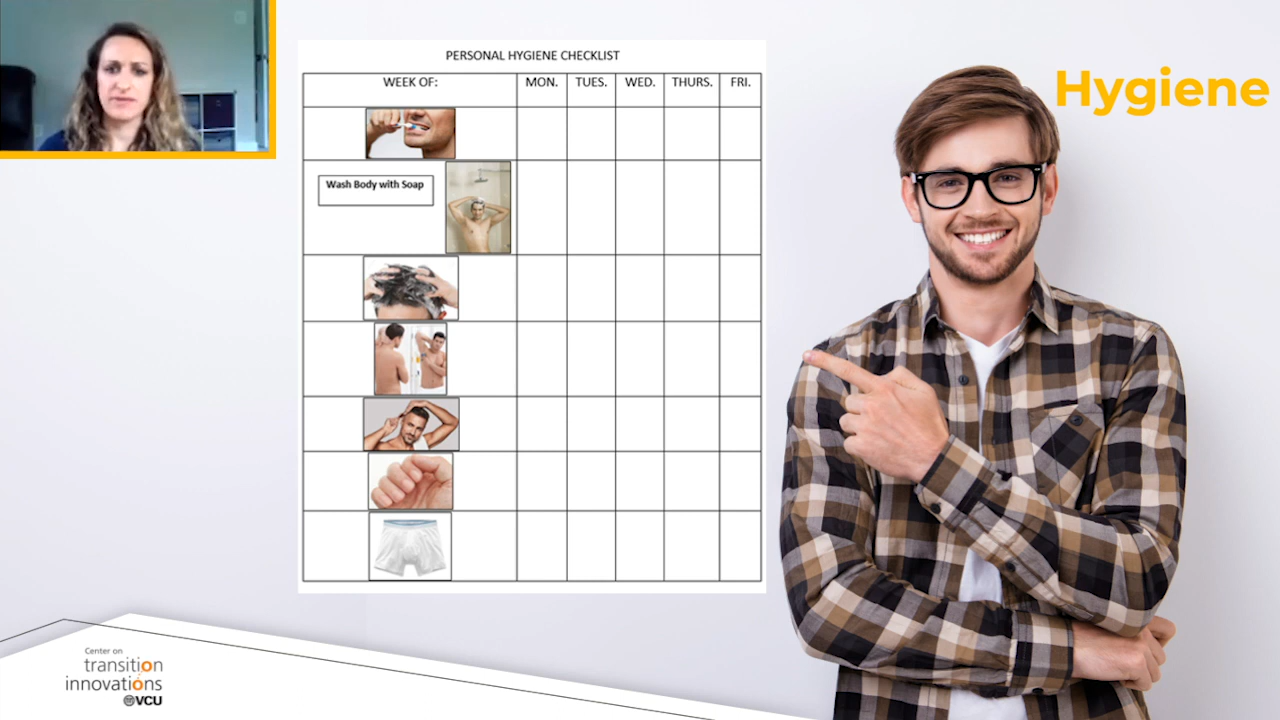 Hygiene
PERSONAL HYGIENE CHECKLIST
WEEK OF: MON. TUES. WED. THURS. FRI.
Wash Body with Soap
Center on
transition
innovations
VCU